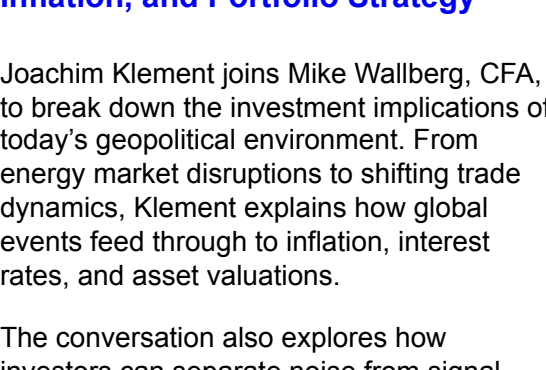 Inflation, and Portfolio Strategy
Joachim Klement joins Mike Wallberg, CFA,
to break down the investment implications of
today’s geopolitical environment. From
energy market disruptions to shifting trade
dynamics, Klement explains how global
events feed through to inflation, interest
rates, and asset valuations.
The conversation also explores how
investors can separate noise from signal